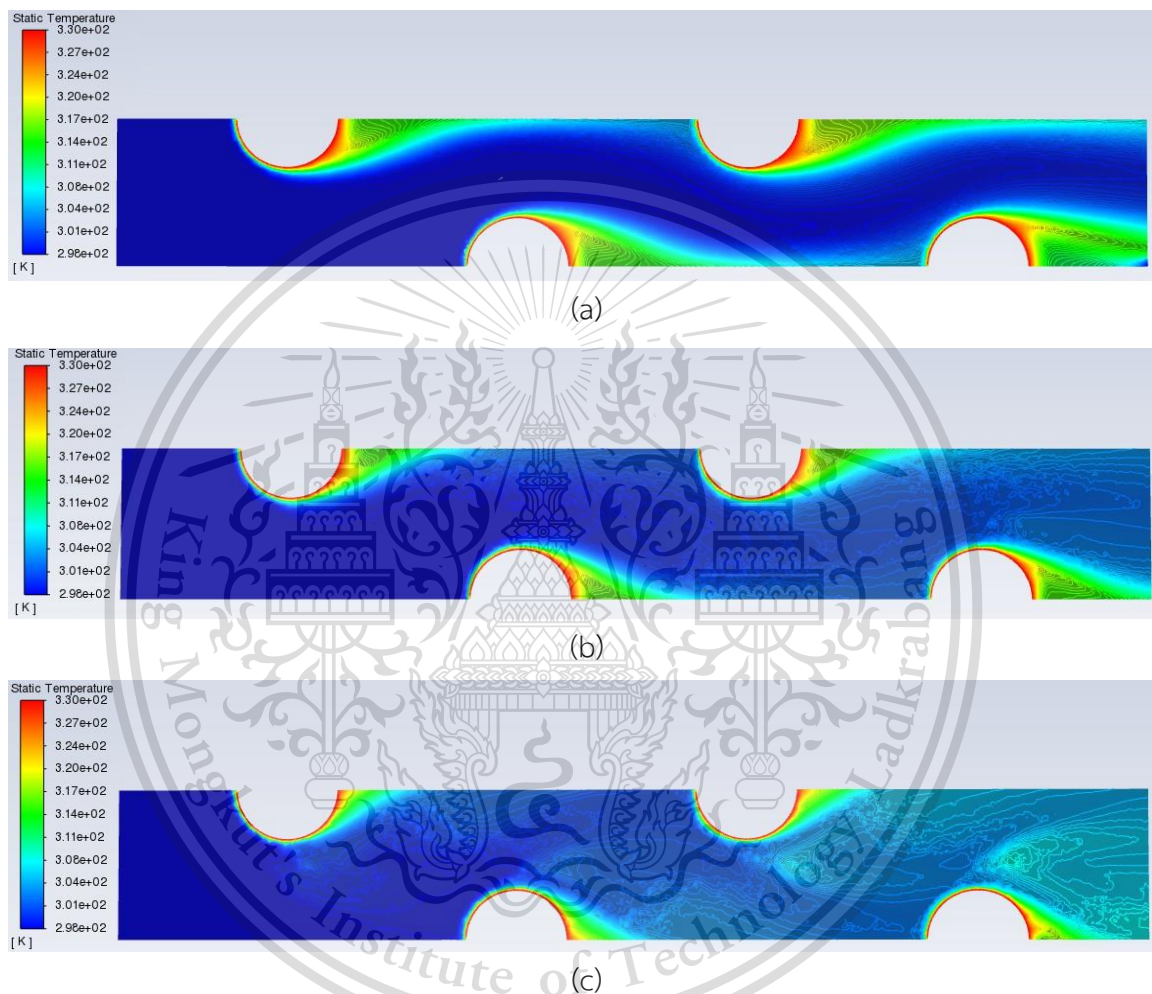 Static Temperature
3.30e+02
3.27e+02
3.24e+02
3.20e+02
3.17e+02
3.14e+02
3.11e+02
3.08e+02
3.04e+02
3.01e+02
2.98e+02
[ K ]
(a)
Static Temperature
3.30e+02
3.27e+02
3.24e+02
3.20e+02
3.17e+02
3.14e+02
3.11e+02
3.08e+02
3.04e+02
3.01e+02
2.98e+02
[ K ]
(b)
Static Temperature
3.30e+02
3.27e+02
3.24e+02
3.20e+02
3.17e+02
3.14e+02
3.11e+02
3.08e+02
3.04e+02
3.01e+02
2.98e+02
[ K ]
(c)
King Mongkut's Institute of Technology Ladkrabang